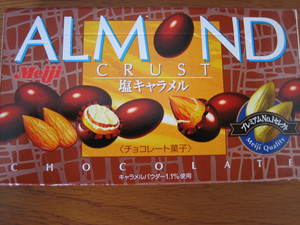 ALMOND
Meiji
CRUST
塩キャラメル
プレミアムNo.1セレクト
Meiji Quality
〈チョコレート菓子〉
CHOCOLATE
キャラメルパウダー1.1%使用